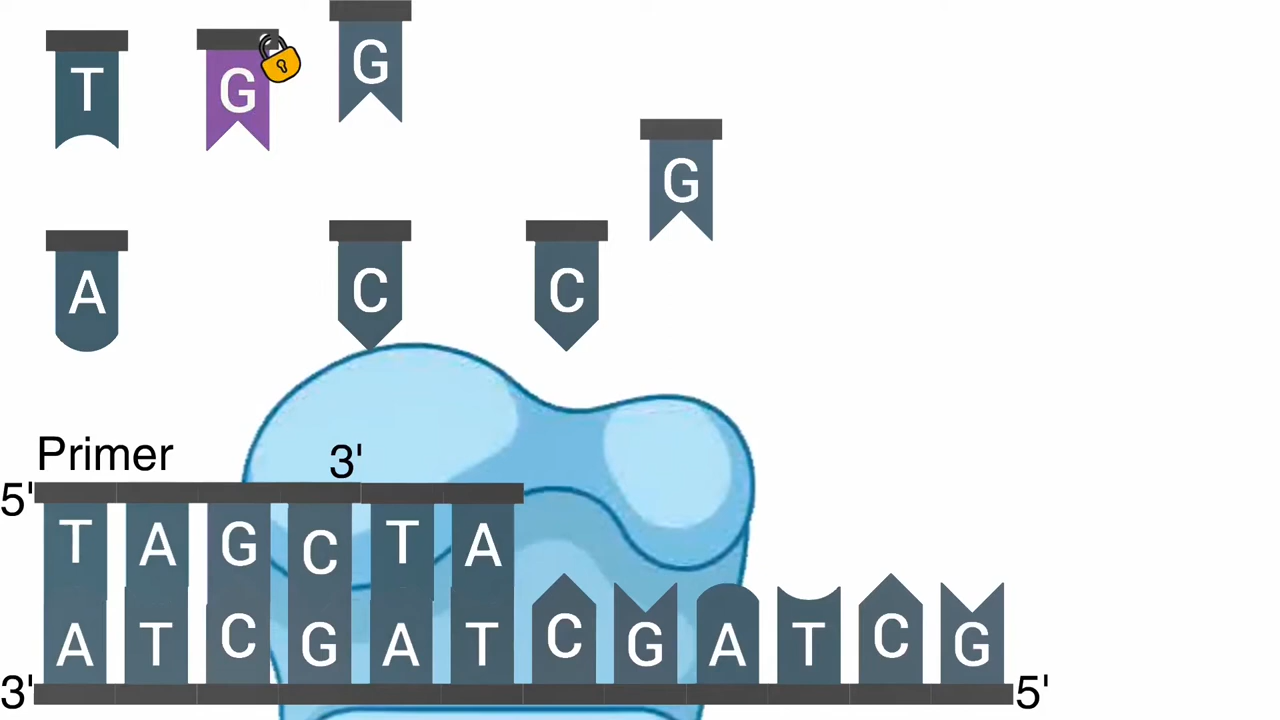 T G G
G
A C C
Primer 3'
5'
T A G C T A
A T C G A T C G A T C G
3' 5'